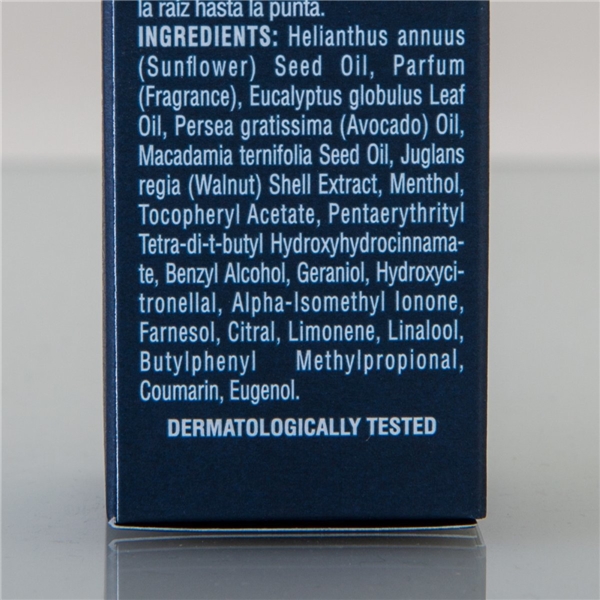 la raíz hasta la punta.
INGREDIENTS: Helianthus annuus
(Sunflower) Seed Oil, Parfum
(Fragrance), Eucalyptus globulus Leaf
Oil, Persea gratissima (Avocado) Oil,
Macadamia ternifolia Seed Oil, Juglans
regia (Walnut) Shell Extract, Menthol,
Tocopheryl Acetate, Pentaerythrityl
Tetra-di-t-butyl Hydroxyhydrocinnama-
te, Benzyl Alcohol, Geraniol, Hydroxyci-
tronellal, Alpha-Isomethyl Ionone,
Farnesol, Citral, Limonene, Linalool,
Butylphenyl Methylpropional,
Coumarin, Eugenol.
DERMATOLOGICALLY TESTED